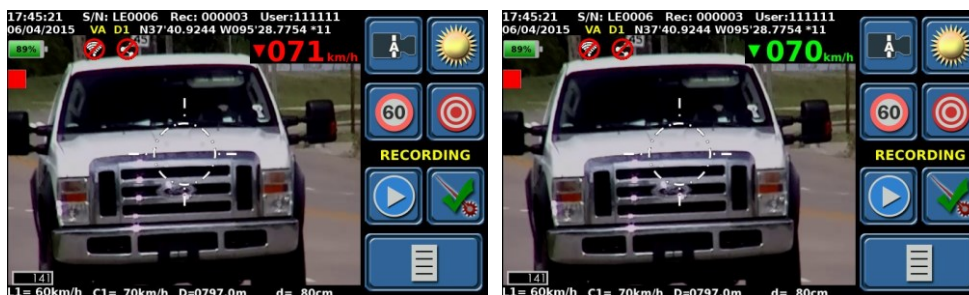 17:45:21 S/N: LE0006 Rec: 000003 User:111111
06/04/2015 VA D1 N37'40.9244 W095'28.7754 *11
89%
45
▼071 km/h
60
RECORDING
141
L1= 60km/h C1= 70km/h D=0797.0m d= 80cm
17:45:21 S/N: LE0006 Rec: 000003 User:111111
06/04/2015 VA D1 N37'40.9244 W095'28.7754 *11
89%
45
▼070 km/h
60
RECORDING
141
L1= 60km/h C1= 70km/h D=0797.0m d= 80cm